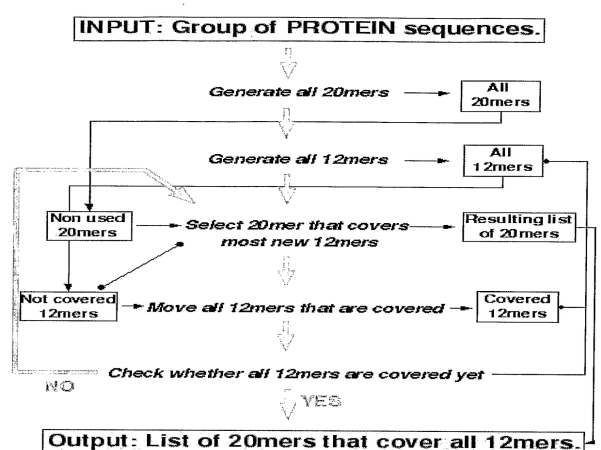 INPUT: Group of PROTEIN sequences.
Generate all 20mers
All
20mers
Generate all 12mers
All
12mers
Non used
20mers
Select 20mer that covers
most new 12mers
Resulting list
of 20mers
Not covered
12mers
Move all 12mers that are covered
Covered
12mers
Check whether all 12mers are covered yet
NO
YES
Output: List of 20mers that cover all 12mers.